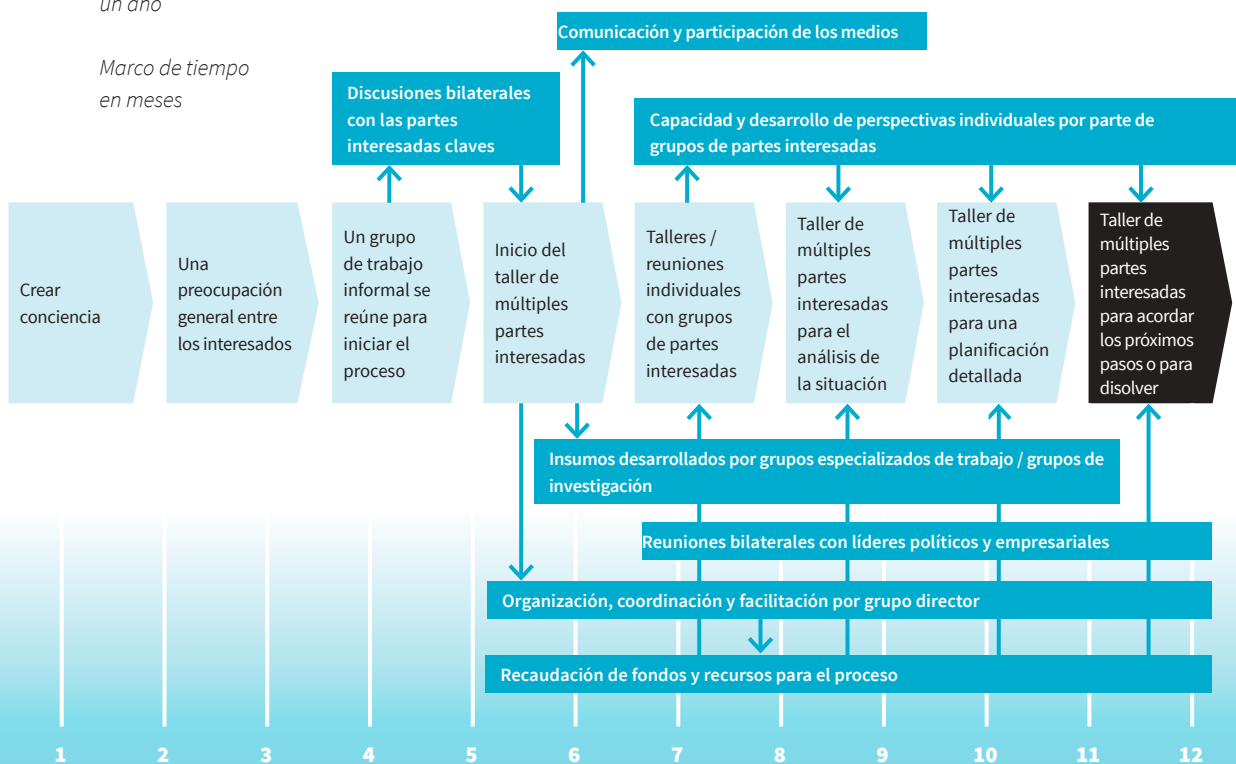 un año
Marco de tiempo
en meses
Comunicación y participación de los medios
Discusiones bilaterales
con las partes
interesadas claves
Capacidad y desarrollo de perspectivas individuales por parte de
grupos de partes interesadas
Crear
conciencia
Una
preocupación
general entre
los interesados
Un grupo
de trabajo
informal se
reúne para
iniciar el
proceso
Inicio del
taller de
múltiples
partes
interesadas
Talleres /
reuniones
individuales
con grupos
de partes
interesadas
Taller de
múltiples
partes
interesadas
para el
análisis de
la situación
Taller de
múltiples
partes
interesadas
para una
planificación
detallada
Taller de
múltiples
partes
interesadas
para acordar
los próximos
pasos o para
disolver
Insumos desarrollados por grupos especializados de trabajo / grupos de
investigación
Reuniones bilaterales con líderes políticos y empresariales
Organización, coordinación y facilitación por grupo director
Recaudación de fondos y recursos para el proceso
1 2 3 4 5 6 7 8 9 10 11 12